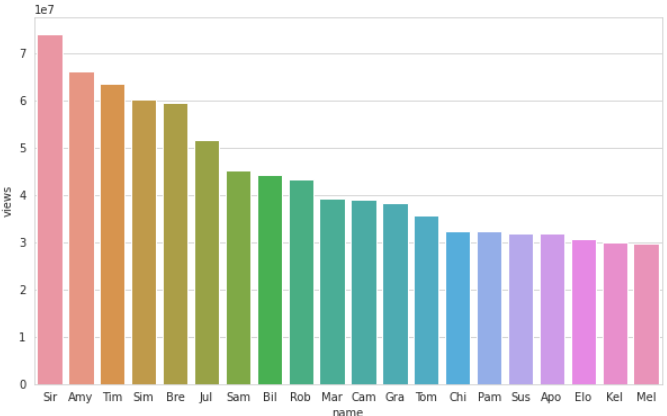 1e7
7
6
5
4
3
2
1
0
views
Sir Amy Tim Sim Bre Jul Sam Bil Rob Mar Cam Gra Tom Chi Pam Sus Apo Elo Kel Mel
name